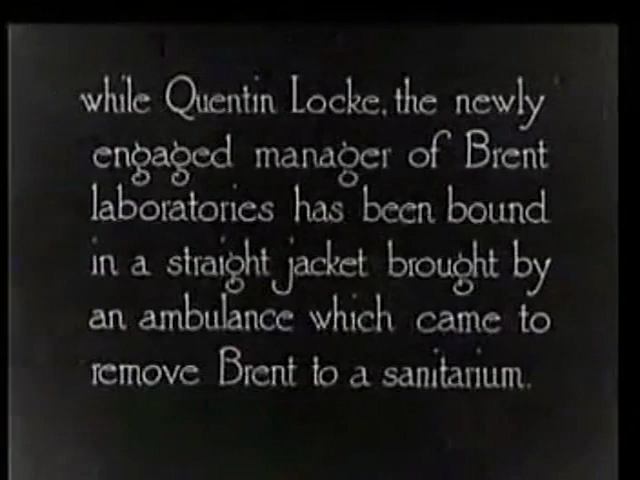 while Quentin Locke, the newly
engaged manager of Brent
laboratories has been bound
in a straight jacket brought by
an ambulance which came to
remove Brent to a sanitarium.